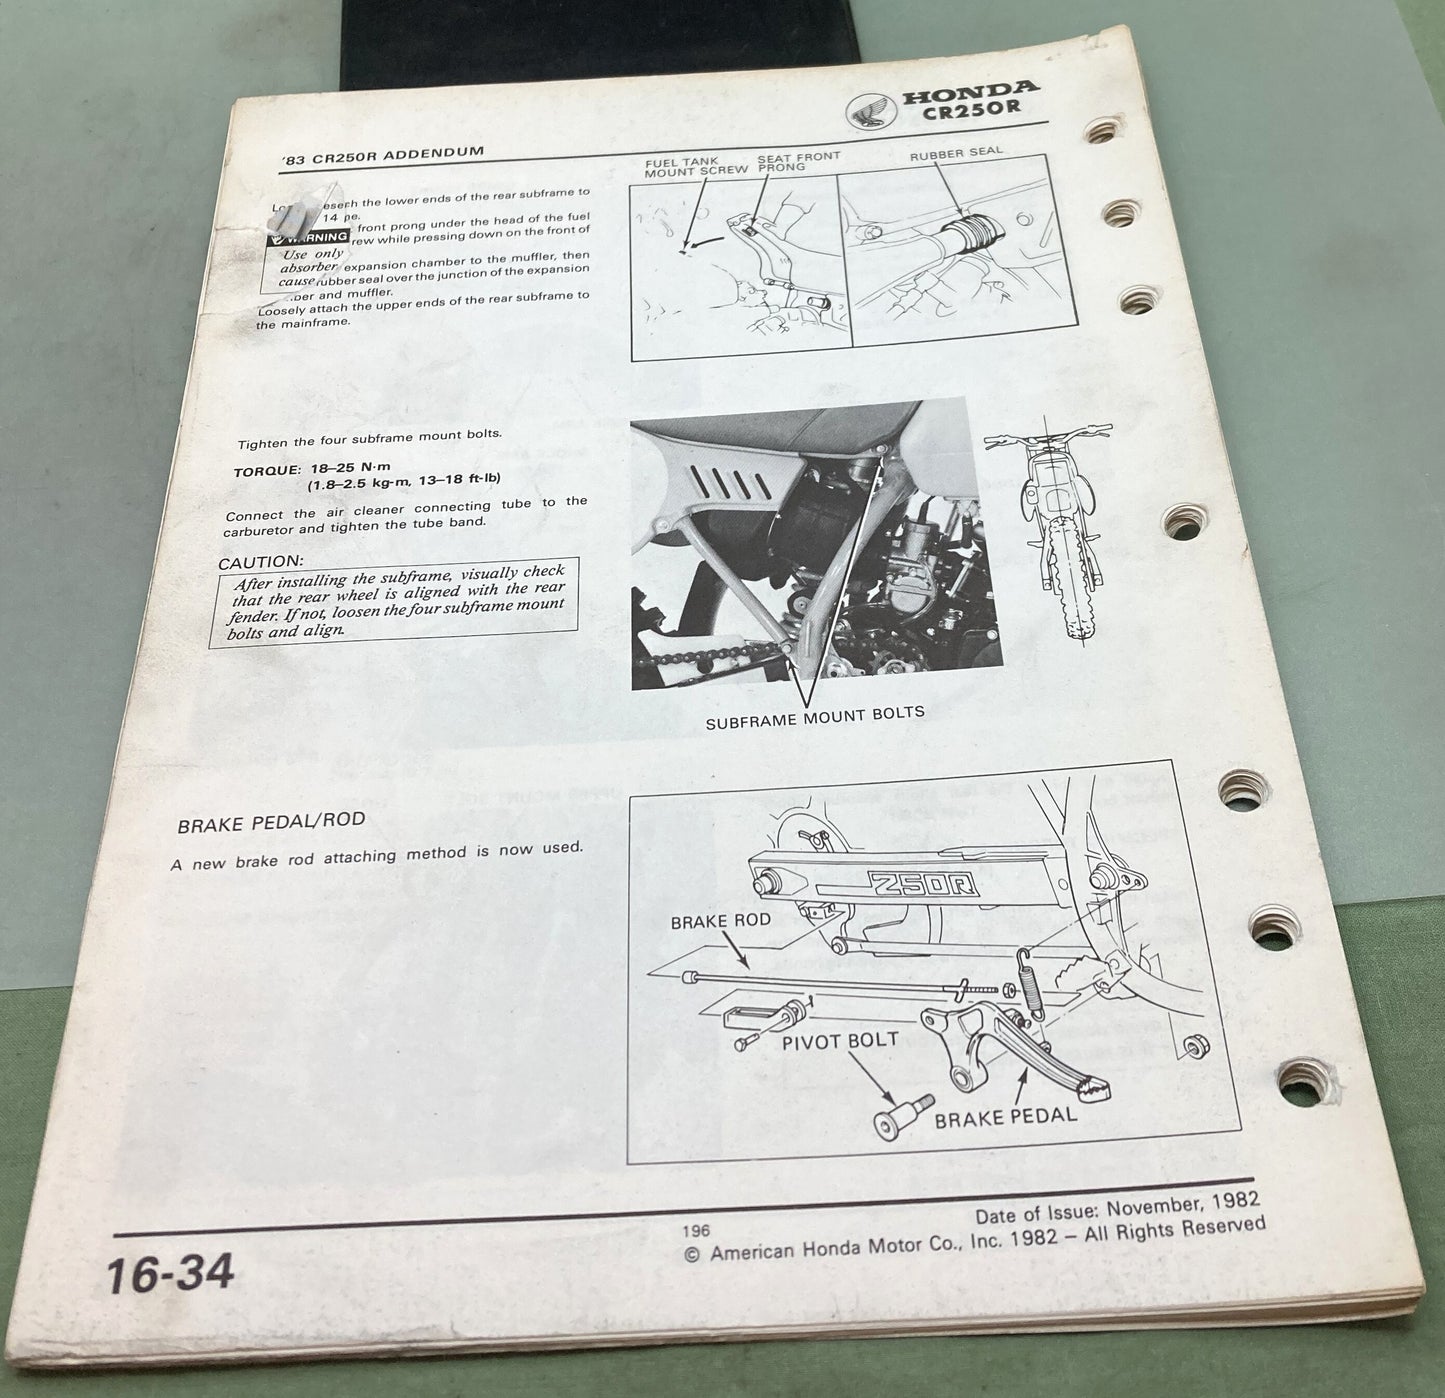 HONDA
CR250R
'83 CR250R ADDENDUM
the lower ends of the rear subframe to
14 pe.
front prong under the head of the fuel
WARNING
rew while pressing down on the front of
Use only
absorber expansion chamber to the muffler, then
cause rubber seal over the junction of the expansion
ber and muffler.
Loosely attach the upper ends of the rear subframe to
the mainframe.
FUEL TANK
MOUNT SCREW
SEAT FRONT
PRONG
RUBBER SEAL
Tighten the four subframe mount bolts.
TORQUE: 18–25 N·m
(1.8–2.5 kg-m, 13–18 ft-lb)
Connect the air cleaner connecting tube to the
carburetor and tighten the tube band.
CAUTION:
After installing the subframe, visually check
that the rear wheel is aligned with the rear
fender. If not, loosen the four subframe mount
bolts and align.
SUBFRAME MOUNT BOLTS
BRAKE PEDAL/ROD
A new brake rod attaching method is now used.
250R
BRAKE ROD
PIVOT BOLT
BRAKE PEDAL
16-34
196
Date of Issue: November, 1982
© American Honda Motor Co., Inc. 1982 – All Rights Reserved